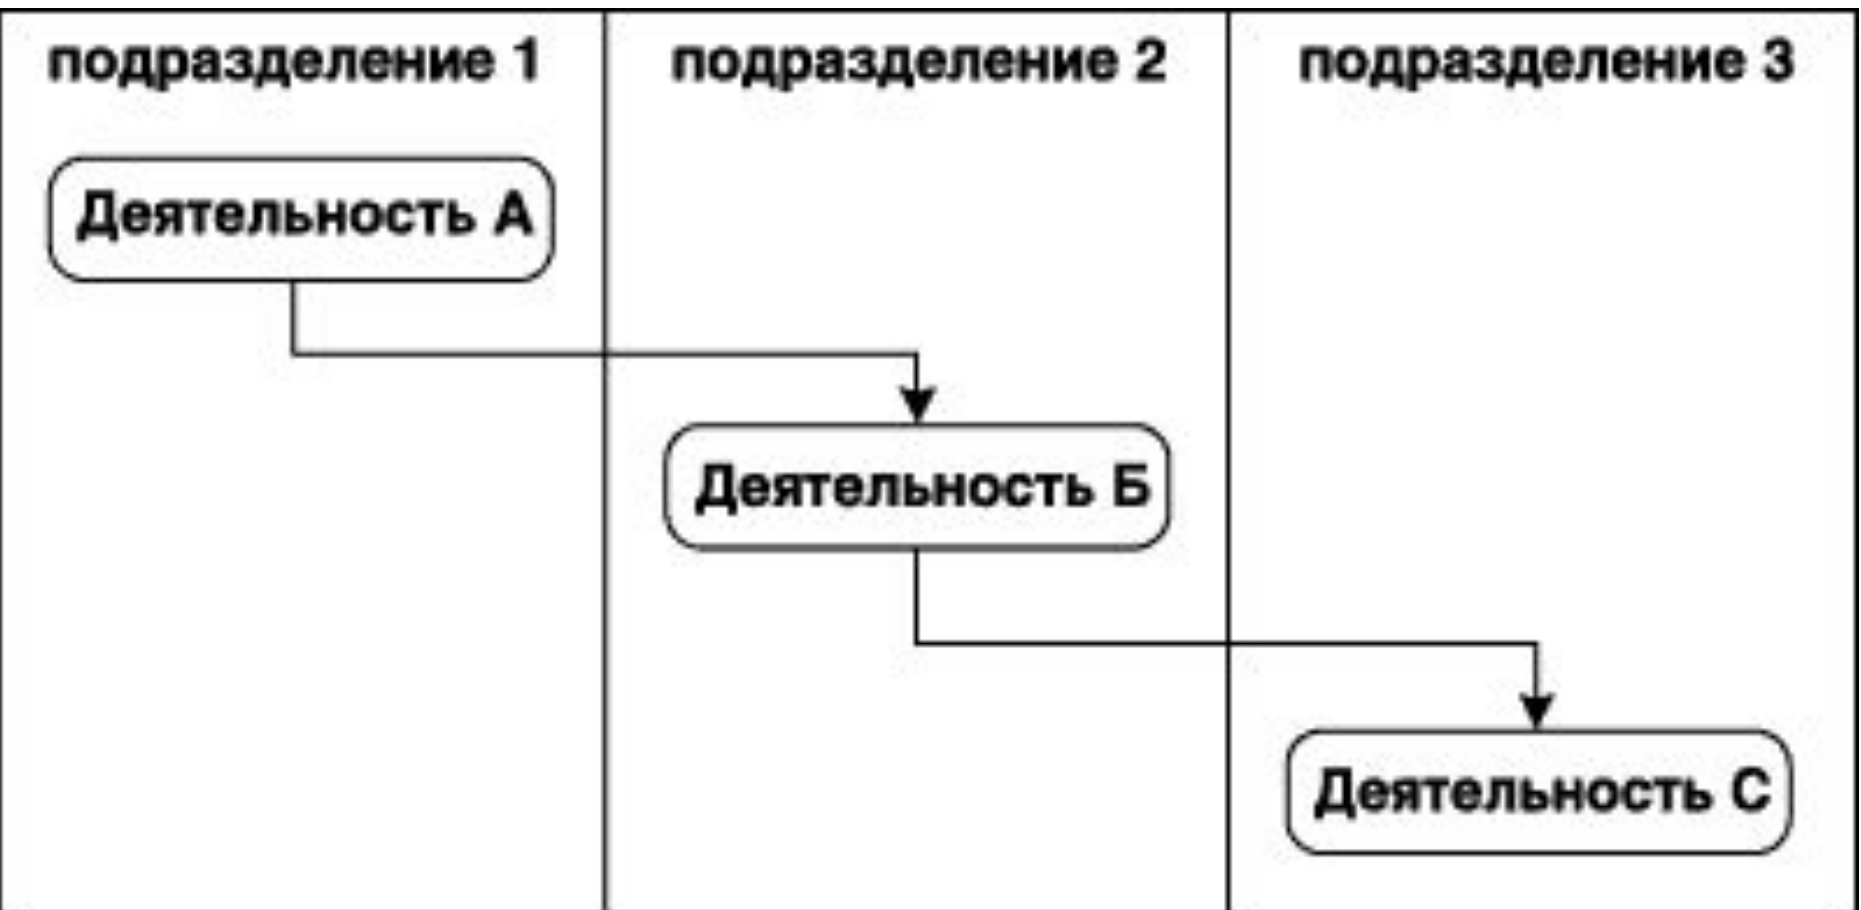 подразделение 1
подразделение 2
подразделение 3
Деятельность А
Деятельность Б
Деятельность С